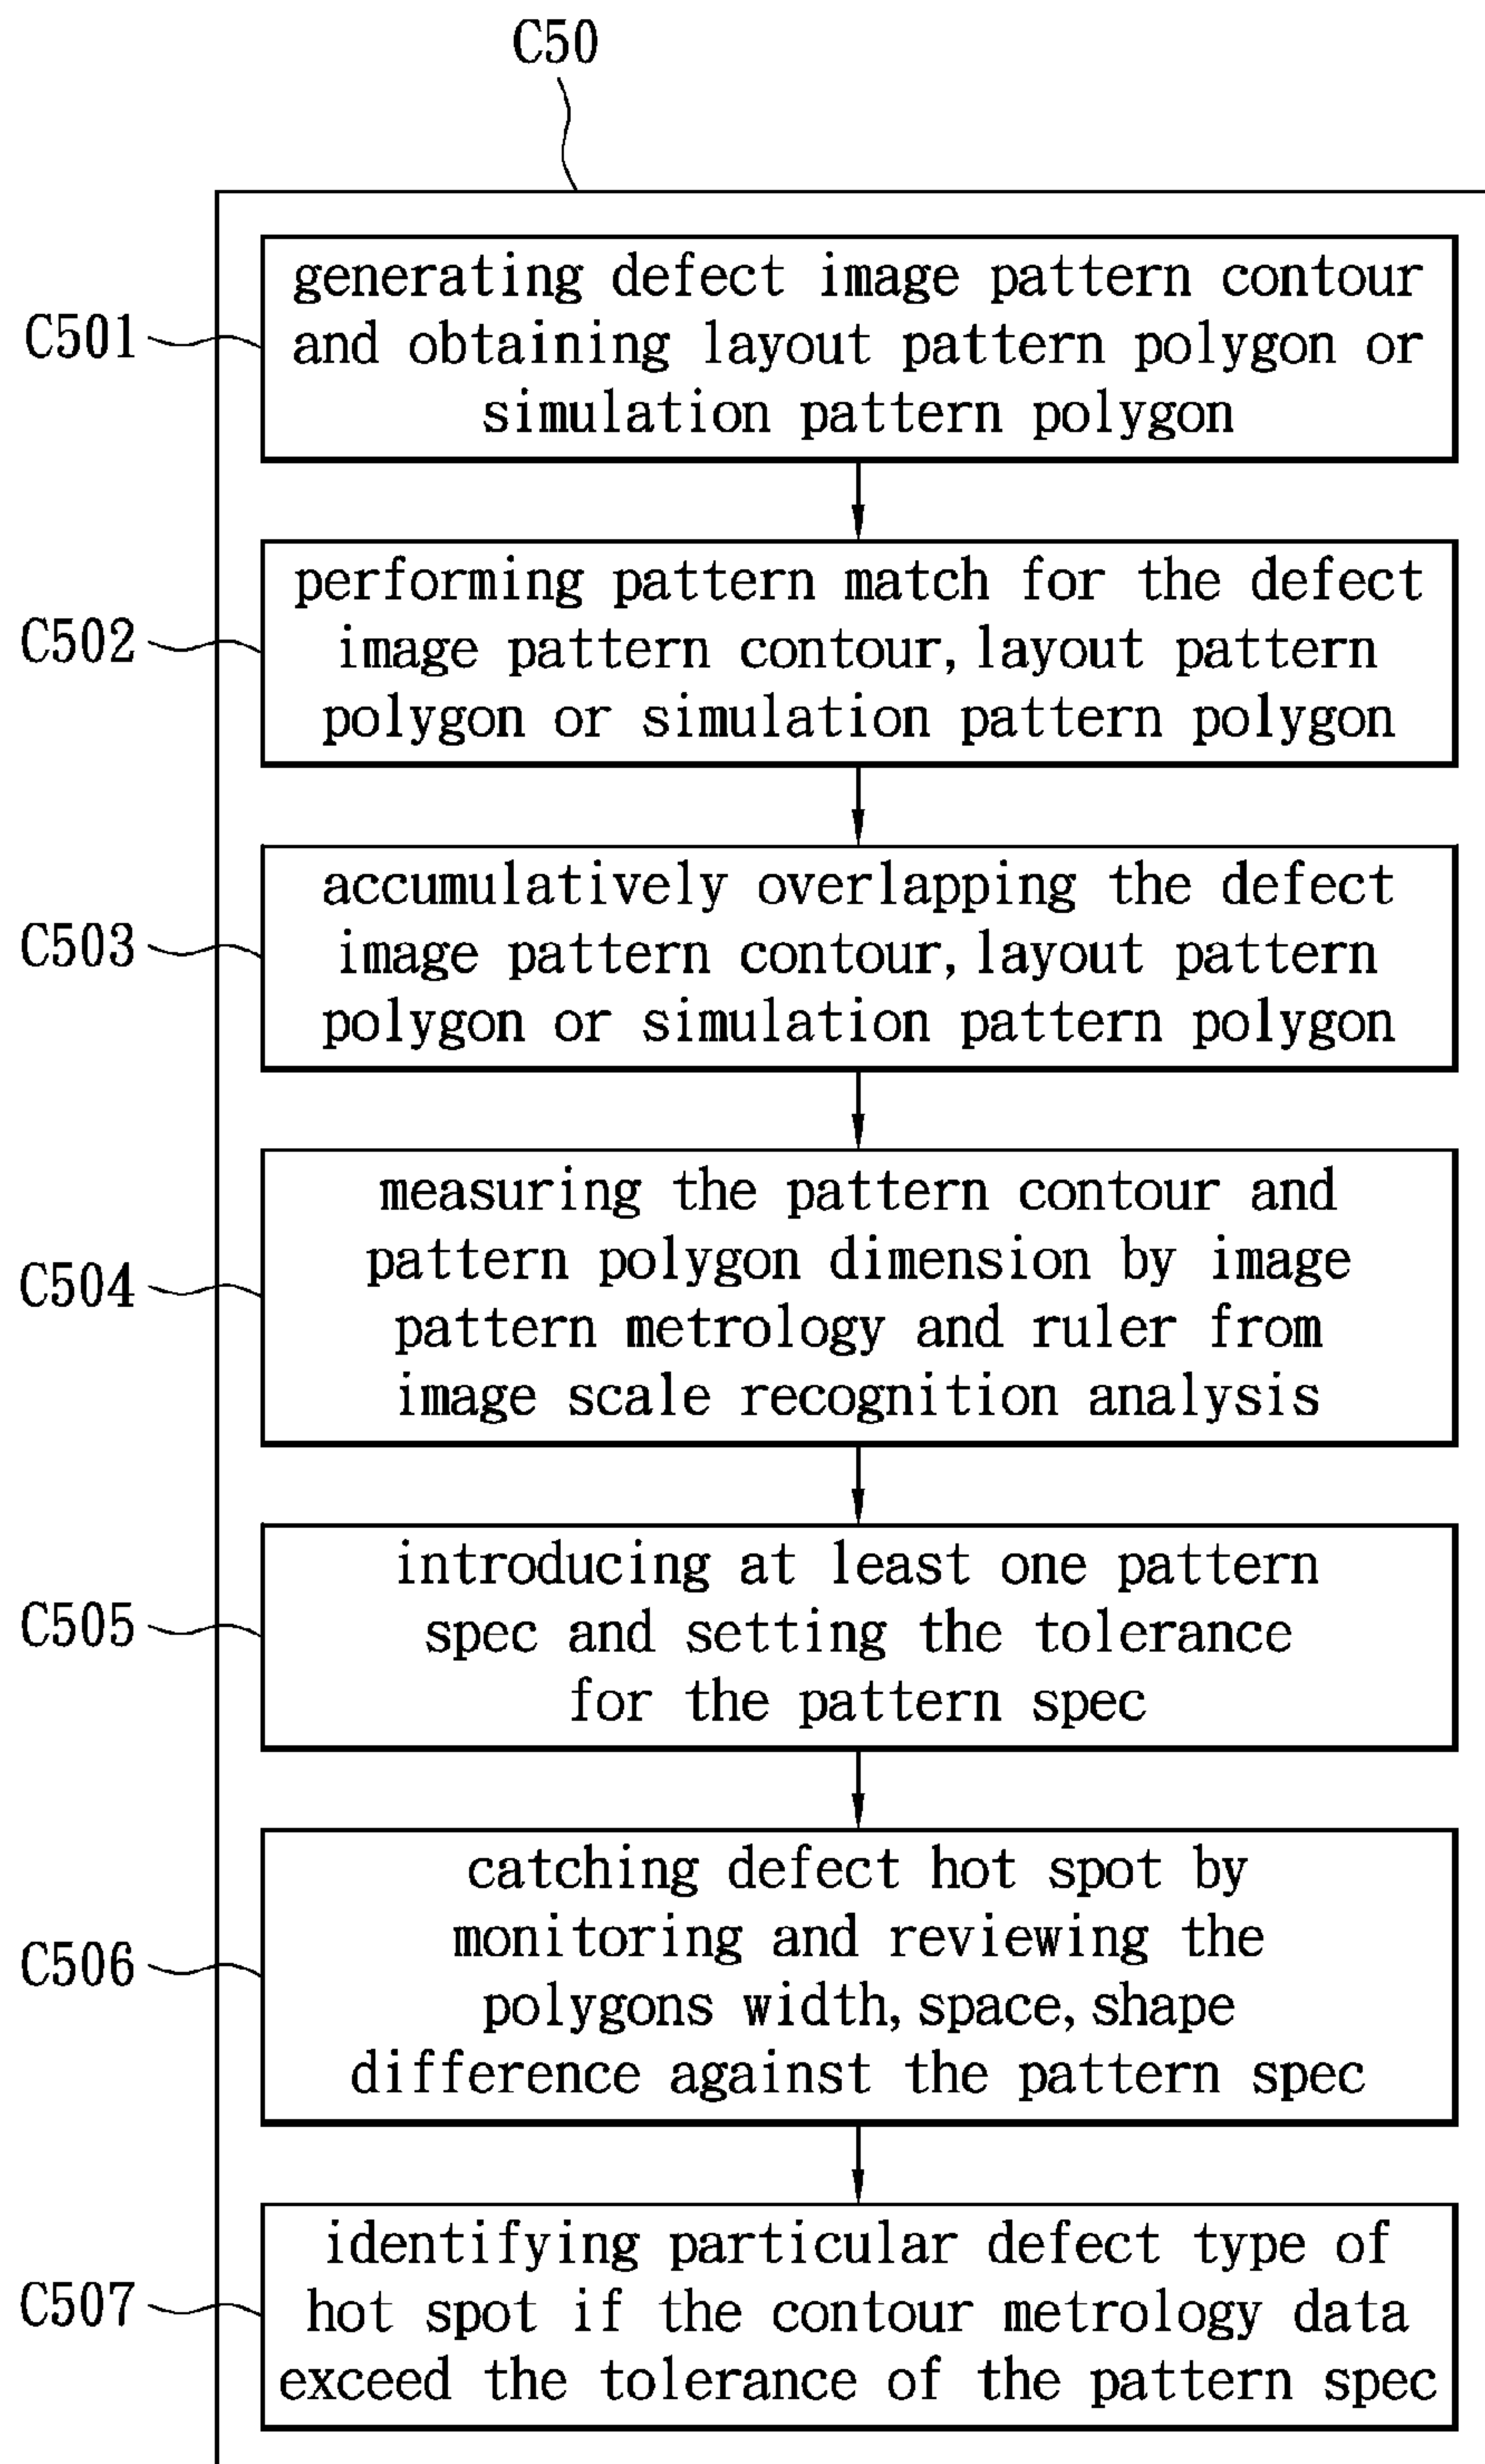 C50
C501
generating defect image pattern contour
and obtaining layout pattern polygon or
simulation pattern polygon
C502
performing pattern match for the defect
image pattern contour, layout pattern
polygon or simulation pattern polygon
C503
accumulatively overlapping the defect
image pattern contour, layout pattern
polygon or simulation pattern polygon
C504
measuring the pattern contour and
pattern polygon dimension by image
pattern metrology and ruler from
image scale recognition analysis
C505
introducing at least one pattern
spec and setting the tolerance
for the pattern spec
C506
catching defect hot spot by
monitoring and reviewing the
polygons width, space, shape
difference against the pattern spec
C507
identifying particular defect type of
hot spot if the contour metrology data
exceed the tolerance of the pattern spec